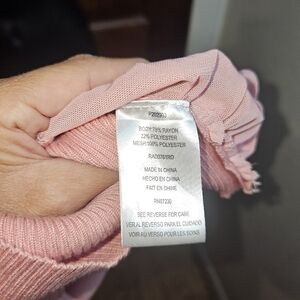 BODY:78% RAYON
22% POLYESTER
MESH:100% POLYESTER
MADE IN CHINA
HECHO EN CHINA
FAIT EN CHINE
RN87230
SEE REVERSE FOR CARE
VER AL REVERSO PARA EL CUIDADO
VOIR AU VERSO POUR LES SOINS